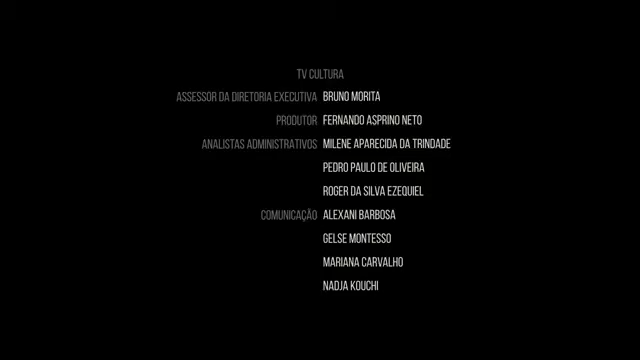 TV CULTURA
ASSESSOR DA DIRETORIA EXECUTIVA BRUNO MORITA
PRODUTOR FERNANDO ASPRINO NETO
ANALISTAS ADMINISTRATIVOS MILENE APARECIDA DA TRINDADE
PEDRO PAULO DE OLIVEIRA
ROGER DA SILVA EZEQUIEL
COMUNICAÇÃO ALEXANI BARBOSA
GELSE MONTESSO
MARIANA CARVALHO
NADJA KOUCHI